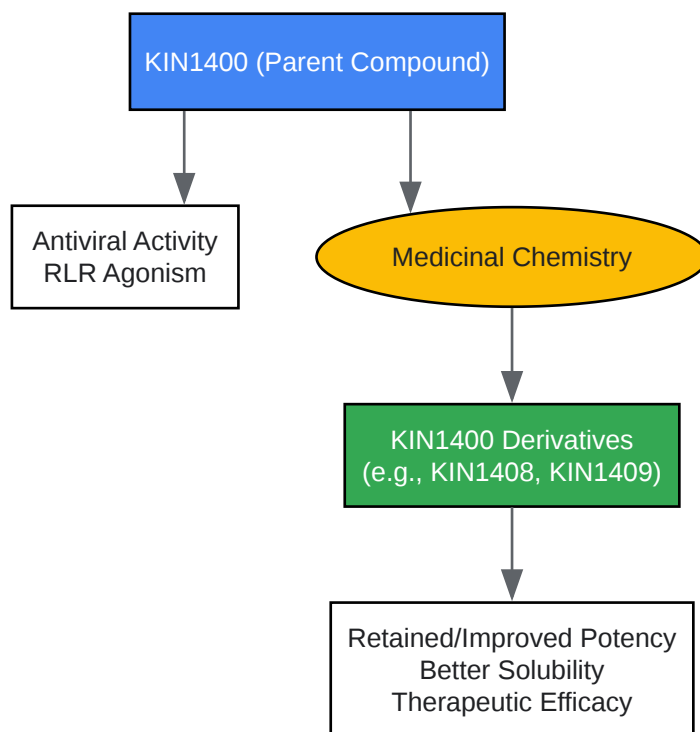 KIN1400 (Parent Compound)
Antiviral Activity
RLR Agonism
Medicinal Chemistry
KIN1400 Derivatives
(e.g., KIN1408, KIN1409)
Retained/Improved Potency
Better Solubility
Therapeutic Efficacy